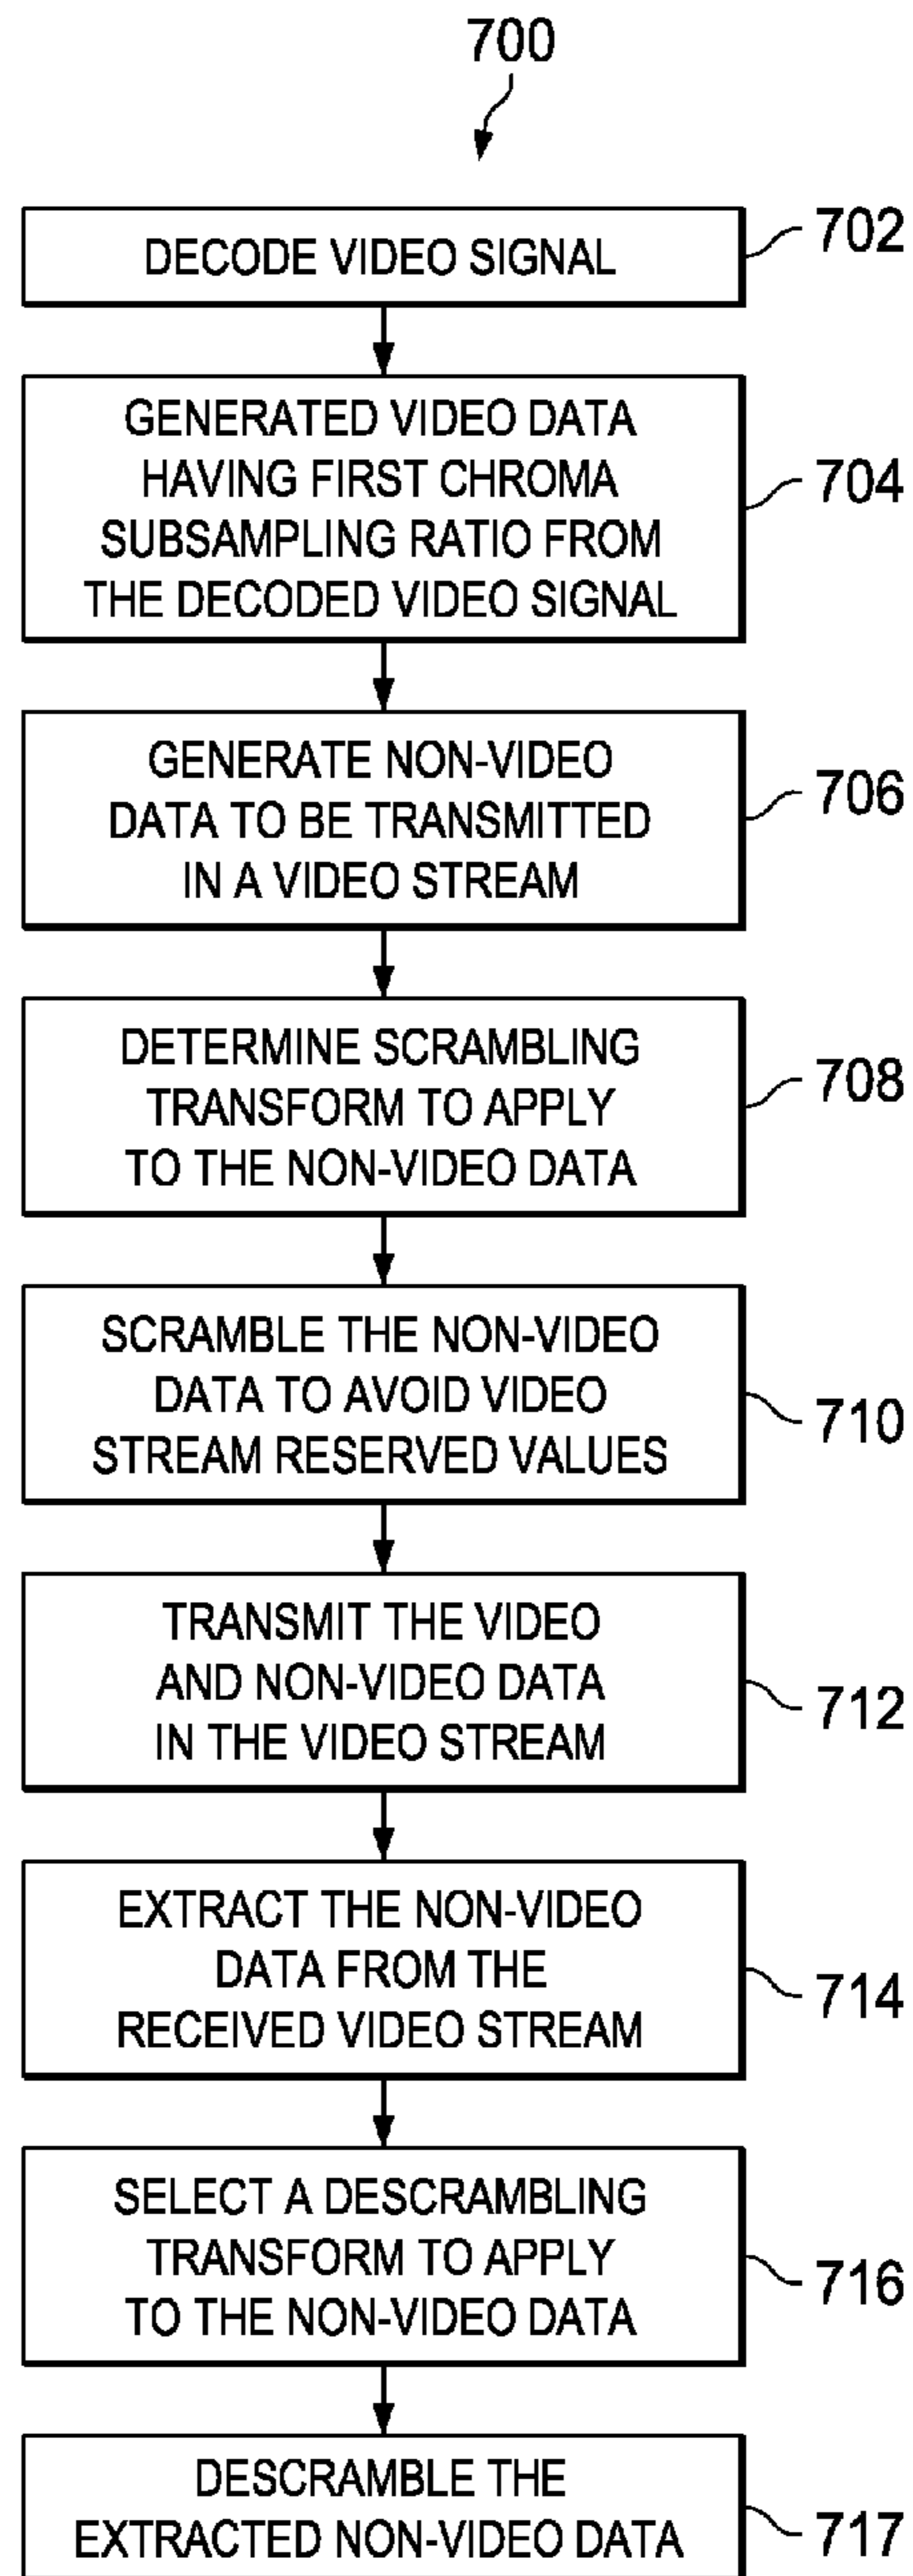 700
DECODE VIDEO SIGNAL
702
GENERATED VIDEO DATA
HAVING FIRST CHROMA
SUBSAMPLING RATIO FROM
THE DECODED VIDEO SIGNAL
704
GENERATE NON-VIDEO
DATA TO BE TRANSMITTED
IN A VIDEO STREAM
706
DETERMINE SCRAMBLING
TRANSFORM TO APPLY
TO THE NON-VIDEO DATA
708
SCRAMBLE THE NON-VIDEO
DATA TO AVOID VIDEO
STREAM RESERVED VALUES
710
TRANSMIT THE VIDEO
AND NON-VIDEO DATA
IN THE VIDEO STREAM
712
EXTRACT THE NON-VIDEO
DATA FROM THE
RECEIVED VIDEO STREAM
714
SELECT A DESCRAMBLING
TRANSFORM TO APPLY
TO THE NON-VIDEO DATA
716
DESCRAMBLE THE
EXTRACTED NON-VIDEO DATA
717